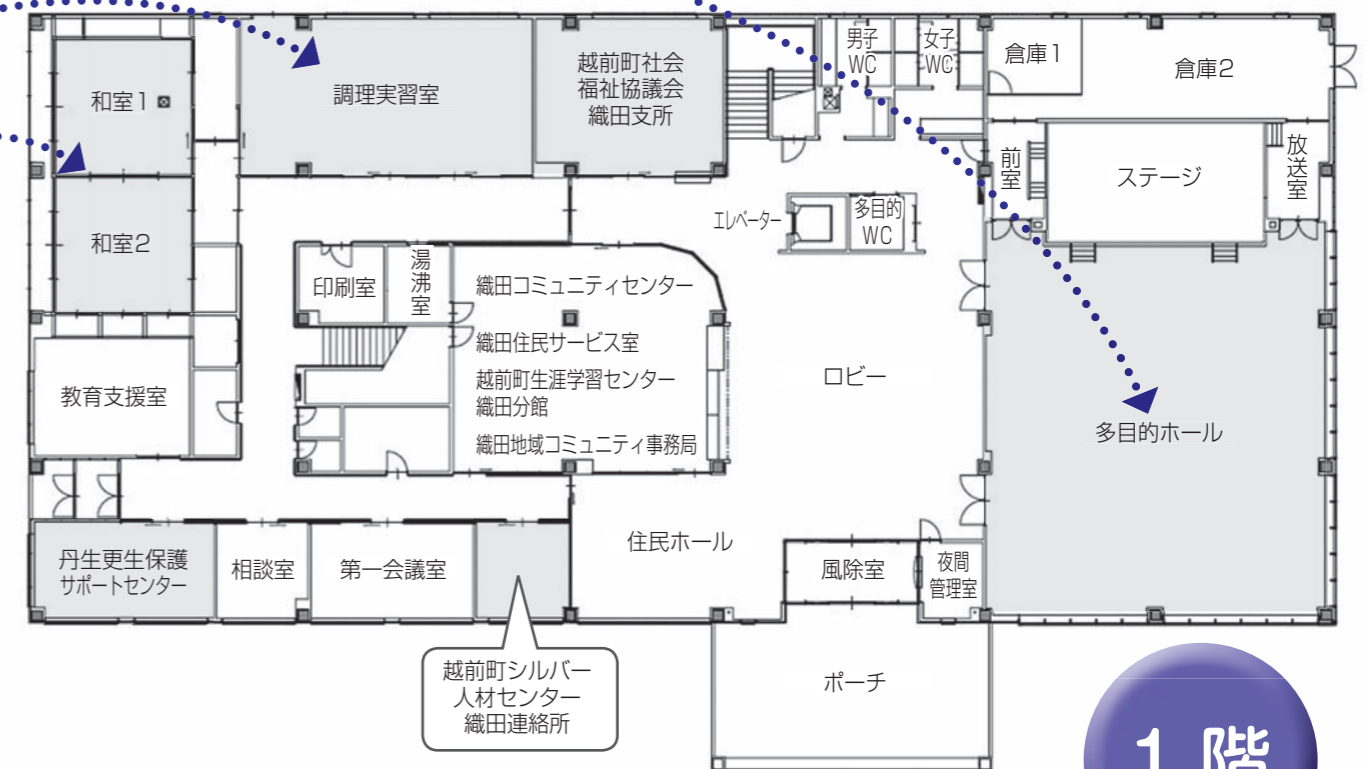 和室1
調理実習室
越前町社会
福祉協議会
織田支所
男子
WC
女子
WC
倉庫1
倉庫2
前室
ステージ
放送室
和室2
エレベーター
多目的
WC
印刷室
湯沸室
織田コミュニティセンター
織田住民サービス室
越前町生涯学習センター
織田分館
織田地域コミュニティ事務局
ロビー
多目的ホール
教育支援室
丹生更生保護
サポートセンター
相談室
第一会議室
住民ホール
風除室
夜間
管理室
越前町シルバー
人材センター
織田連絡所
ポーチ
1階